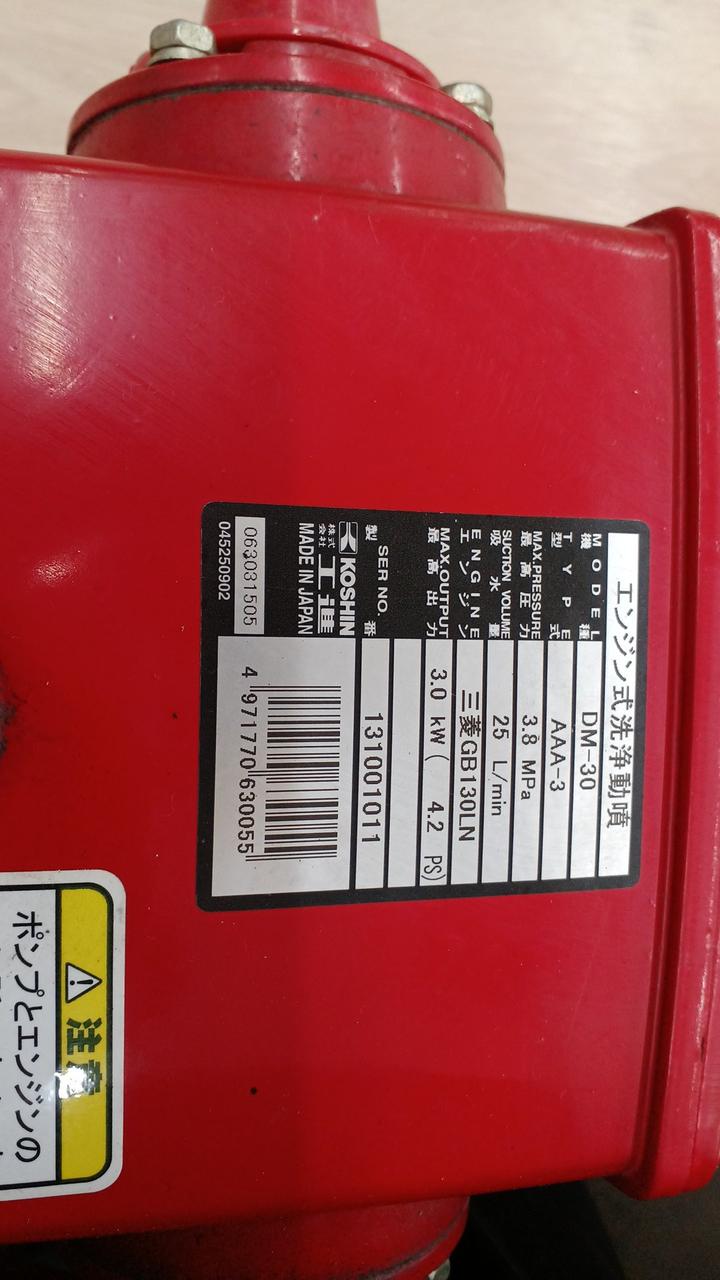 エンジン式洗浄動噴
MODEL
機種 DM-30
TYPE
型式 AAA-3
MAX.PRESSURE
最高圧力 3.8 MPa
SUCTION VOLUME
吸水量 25 L/min
ENGINE
エンジン 三菱GB130LN
MAX.OUTPUT
最高出力 3.0 kW ( 4.2 PS)
SER NO.
製番 131001011
KOSHIN
株式会社 工進
MADE IN JAPAN
063031505
045250902
4 971770 630055
注意
ポンプとエンジンの